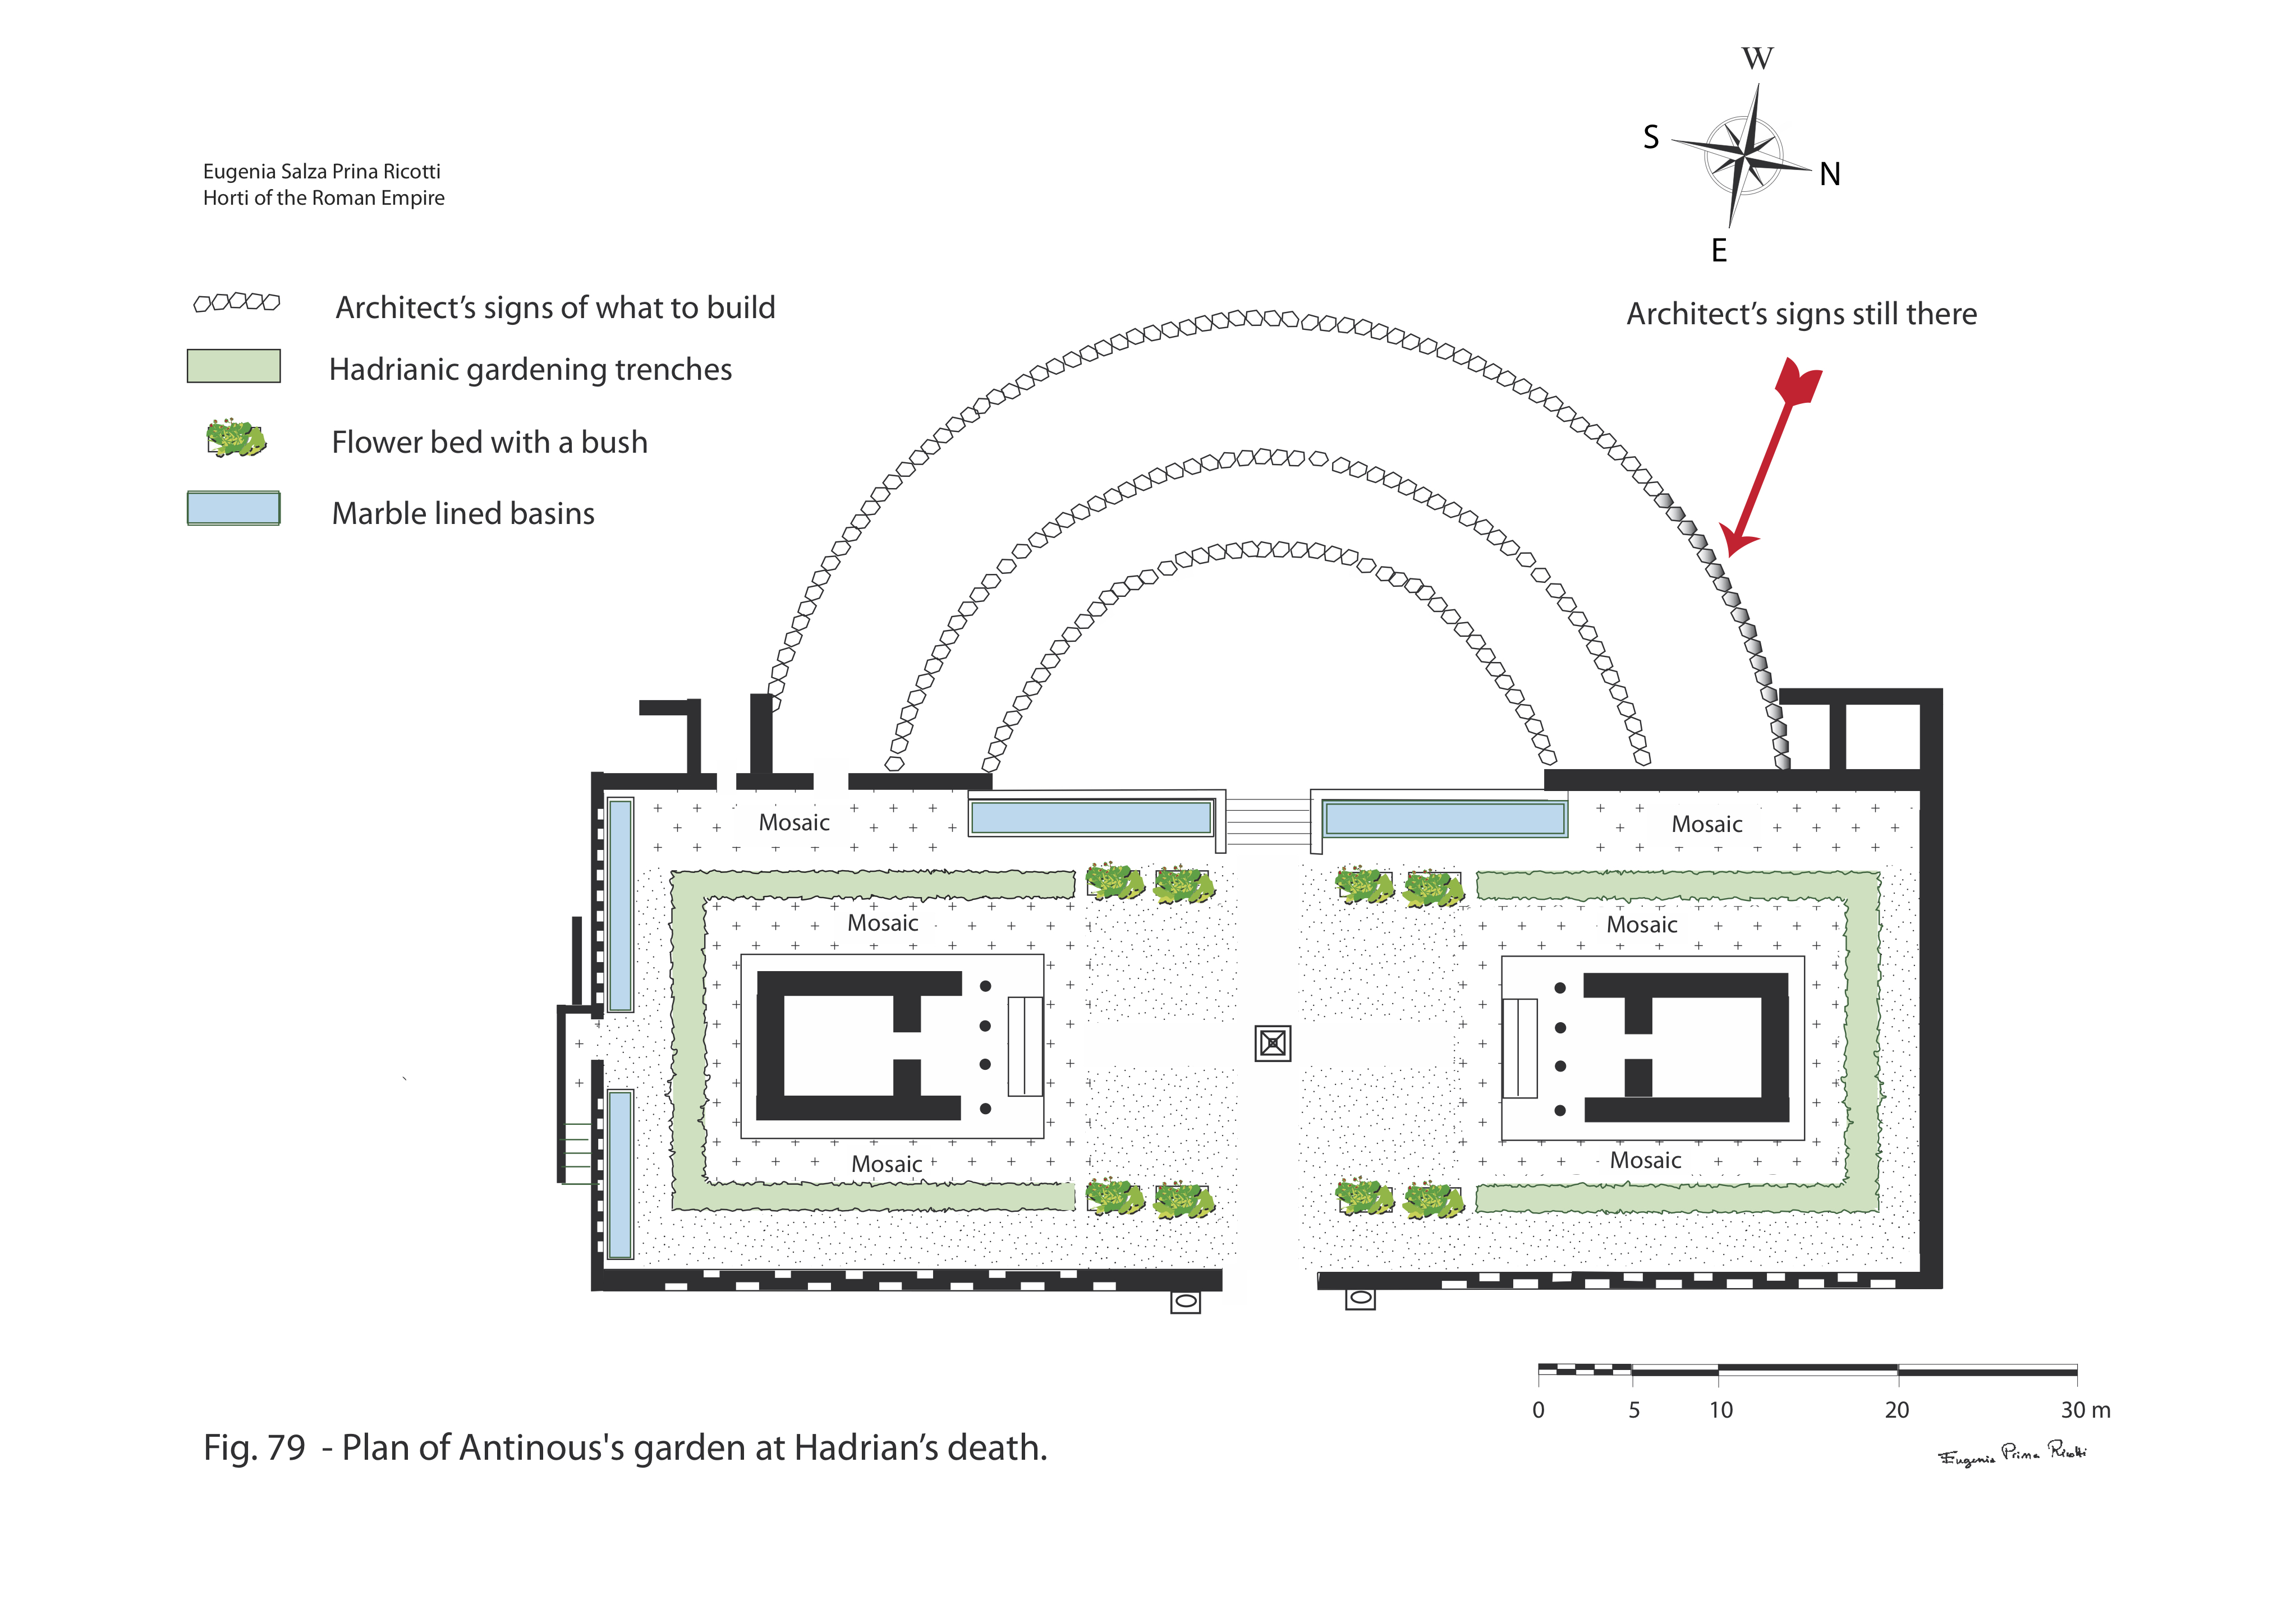 W
S
N
E
Eugenia Salza Prina Ricotti
Horti of the Roman Empire
Architect's signs of what to build
Architect's signs still there
Hadrianic gardening trenches
Flower bed with a bush
Marble lined basins
Mosaic
Mosaic
Mosaic
Mosaic
Mosaic
Mosaic
0 5 10 20 30 m
Fig. 79 - Plan of Antinous's garden at Hadrian's death.
Eugenia Prina Ricotti